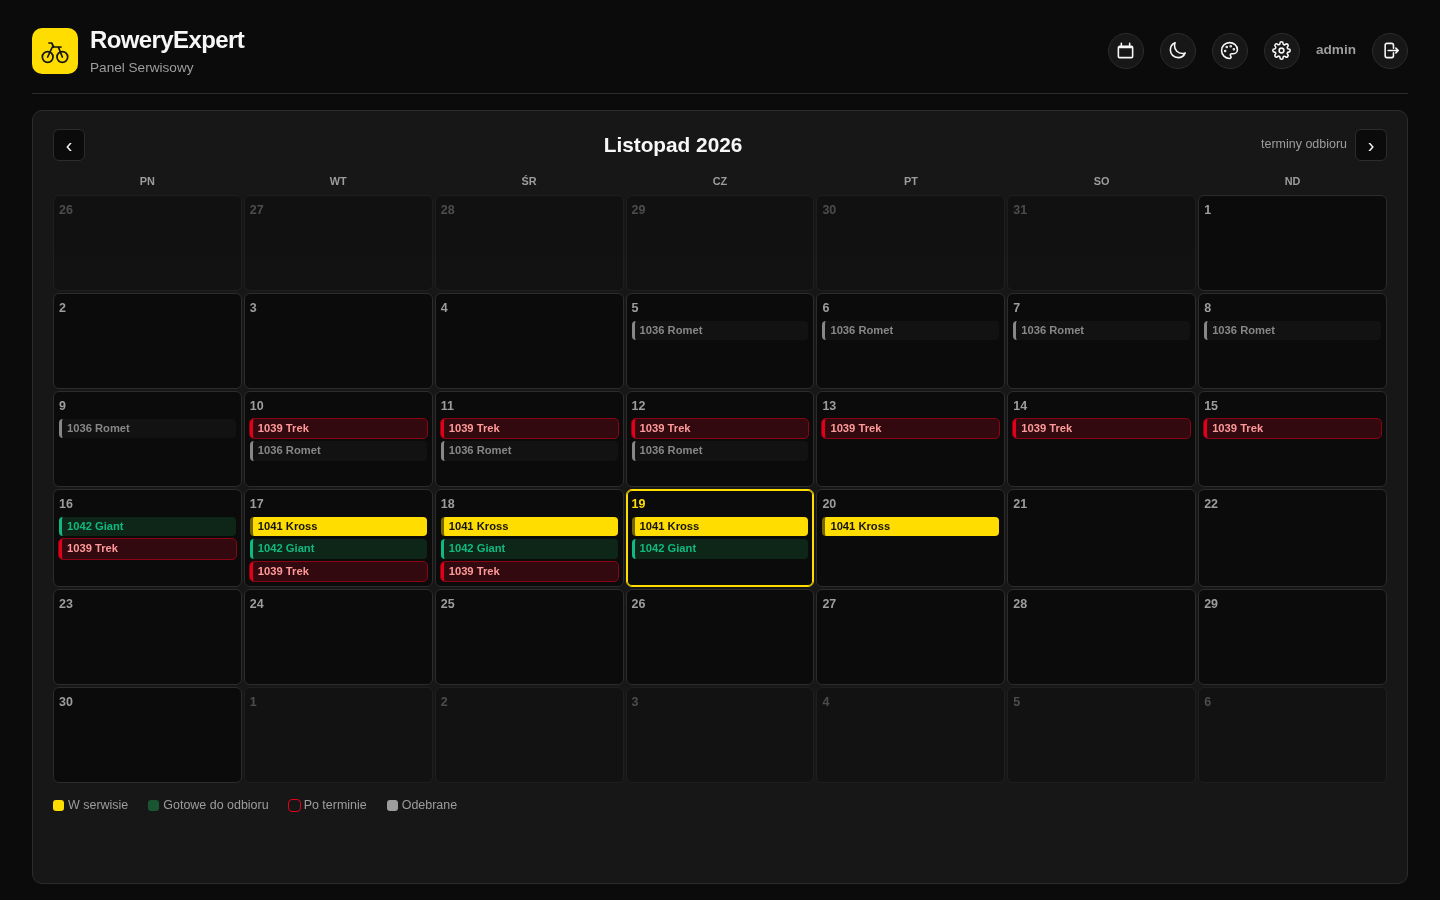 RoweryExpert
Panel Serwisowy
admin
‹
Listopad 2026
terminy odbioru
›
PN WT ŚR CZ PT SO ND
26 27 28 29 30 31 1
2 3 4 5 6 7 8
1036 Romet 1036 Romet 1036 Romet 1036 Romet
9 10 11 12 13 14 15
1036 Romet 1039 Trek 1039 Trek 1039 Trek 1039 Trek 1039 Trek 1039 Trek
1036 Romet 1036 Romet 1036 Romet
16 17 18 19 20 21 22
1042 Giant 1041 Kross 1041 Kross 1041 Kross 1041 Kross
1039 Trek 1042 Giant 1042 Giant 1042 Giant
1039 Trek 1039 Trek
23 24 25 26 27 28 29
30 1 2 3 4 5 6
W serwisie Gotowe do odbioru Po terminie Odebrane